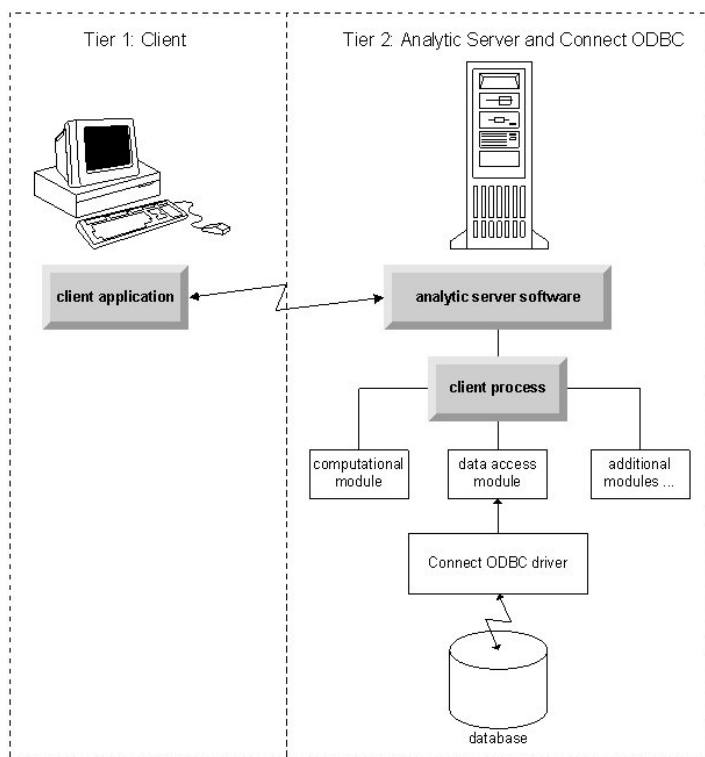 Tier 1: Client
Tier 2: Analytic Server and Connect ODBC
client application
analytic server software
client process
computational
module
data access
module
additional
modules ...
Connect ODBC driver
database